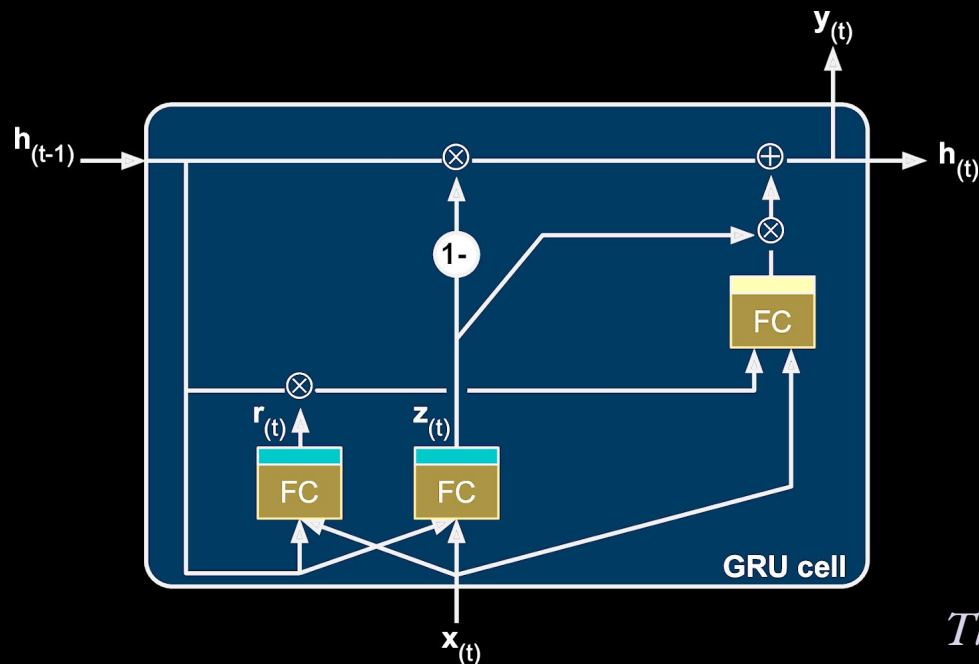 y(t)
h(t-1)
h(t)
1-
FC
r(t)
z(t)
FC
FC
GRU cell
x(t)